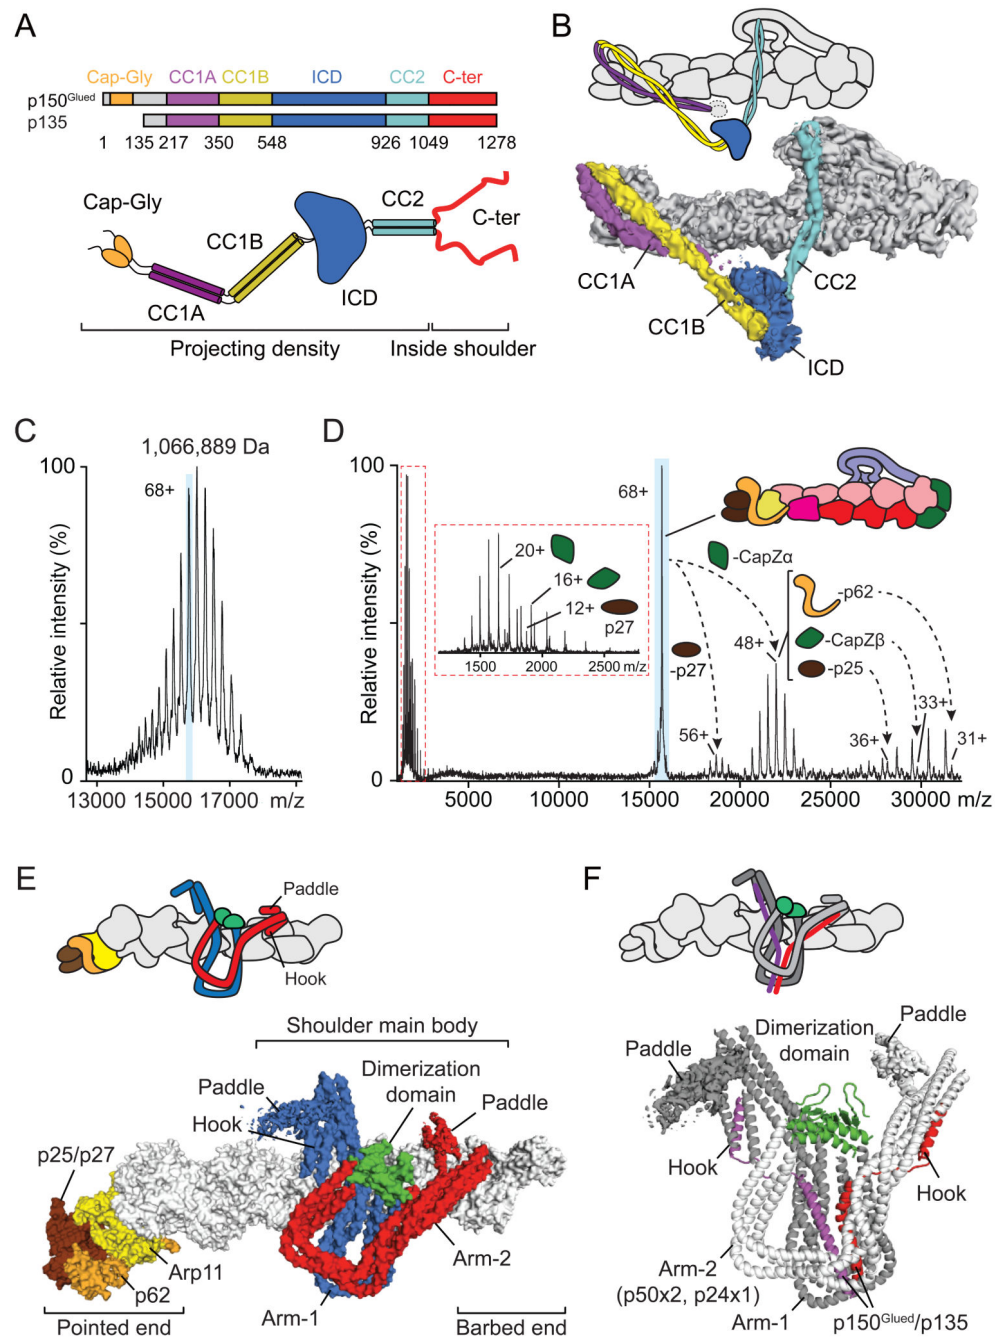 A
Cap-Gly CC1A CC1B ICD CC2 C-ter
p150Glued
p135
1 135 217 350 548 926 1049 1278
Cap-Gly
CC1A
CC1B
ICD
CC2
C-ter
Projecting density
Inside shoulder
B
CC1A
CC1B
CC2
ICD
C
1,066,889 Da
100
68+
Relative intensity (%)
0
13000 15000 17000 m/z
D
100
68+
Relative intensity (%)
0
20+
16+
12+
p27
1500 2000 2500 m/z
-CapZα
-p62
-CapZβ
-p25
-p27
48+
56+
33+
36+
31+
5000 10000 15000 20000 25000 30000 m/z
E
Paddle
Hook
Shoulder main body
Paddle
Dimerization
domain
Hook
Paddle
p25/p27
Arp11
p62
Arm-2
Arm-1
Pointed end
Barbed end
F
Paddle
Dimerization
domain
Paddle
Hook
Hook
Arm-2
(p50x2, p24x1)
Arm-1
p150Glued/p135